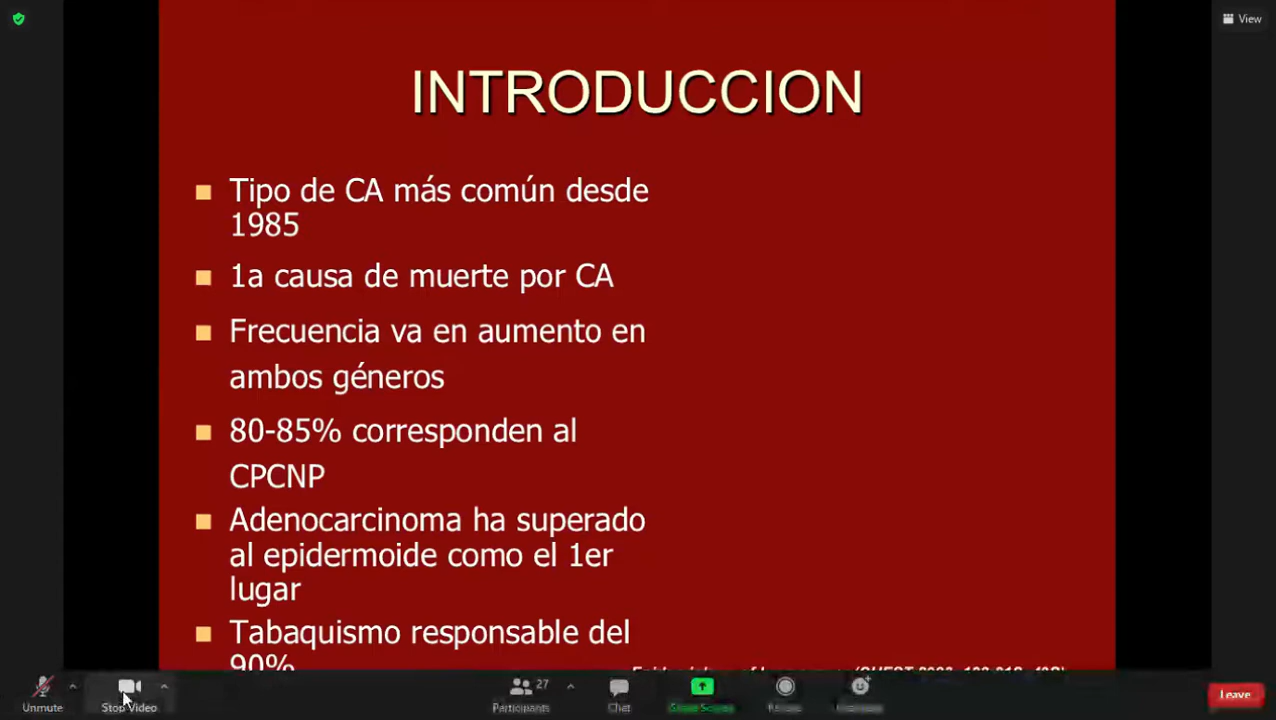 View
INTRODUCCION
Tipo de CA más común desde
1985
1a causa de muerte por CA
Frecuencia va en aumento en
ambos géneros
80-85% corresponden al
CPCNP
Adenocarcinoma ha superado
al epidermoide como el 1er
lugar
Tabaquismo responsable del
90%
Unmute
Stop Video
27
Participants
Chat
Leave